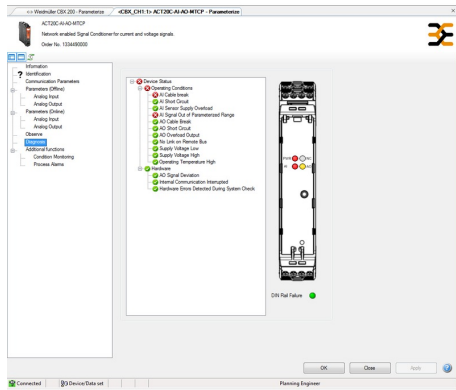 <> Weidmüller CBX 200 - Parameterize
<CBX_CH1:1> ACT20C-AI-AO-MTCP - Parameterize
ACT20C-AI-AO-MTCP
Network enabled Signal Conditioner for current and voltage signals.
Order No. 1334490000
Information
Identification
Communication Parameters
Parameters (Offline)
Analog Input
Analog Output
Parameters (Online)
Analog Input
Analog Output
Observe
Diagnosis
Additional functions
Condition Monitoring
Process Alarms
Device Status
Operating Conditions
AI Cable break
AI Short Circuit
AI Sensor Supply Overload
AI Signal Out of Parameterized Range
AO Cable Break
AO Short Circuit
AO Overload Output
No Link on Remote Bus
Supply Voltage Low
Supply Voltage High
Operating Temperature High
Hardware
AO Signal Deviation
Internal Communication Interrupted
Hardware Errors Detected During System Check
DIN Rail Failure
OK
Close
Apply
Connected
Device/Data set
Planning Engineer